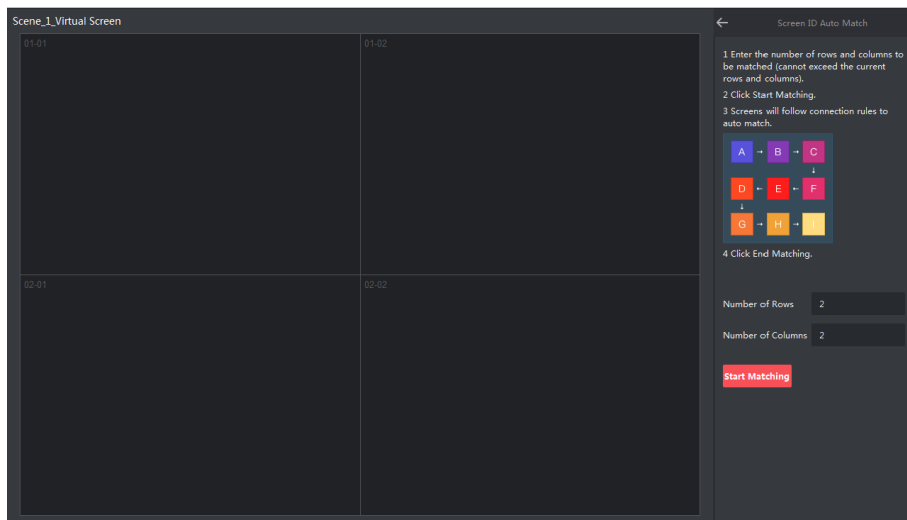 Scene_1_Virtual Screen
01-01
01-02
02-01
02-02
Screen ID Auto Match
1 Enter the number of rows and columns to
be matched (cannot exceed the current
rows and columns).
2 Click Start Matching.
3 Screens will follow connection rules to
auto match.
A → B → C
↓
D ← E ← F
↓
G → H → I
4 Click End Matching.
Number of Rows 2
Number of Columns 2
Start Matching